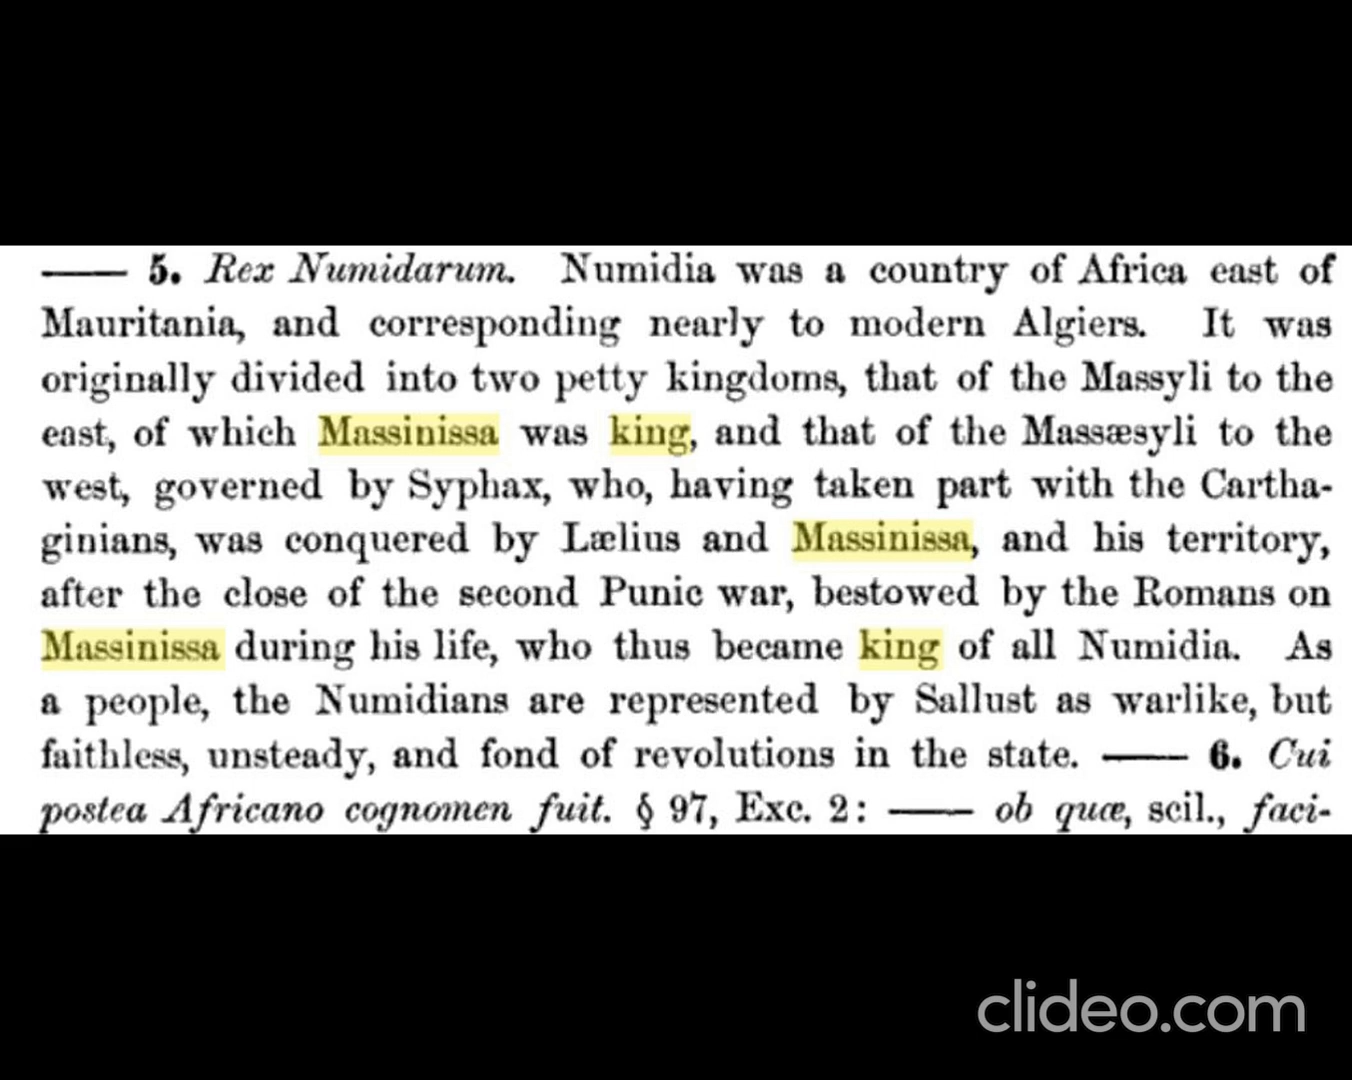 —— 5. Rex Numidarum. Numidia was a country of Africa east of
Mauritania, and corresponding nearly to modern Algiers. It was
originally divided into two petty kingdoms, that of the Massyli to the
east, of which Massinissa was king, and that of the Massæsyli to the
west, governed by Syphax, who, having taken part with the Cartha-
ginians, was conquered by Lælius and Massinissa, and his territory,
after the close of the second Punic war, bestowed by the Romans on
Massinissa during his life, who thus became king of all Numidia. As
a people, the Numidians are represented by Sallust as warlike, but
faithless, unsteady, and fond of revolutions in the state. —— 6. Cui
postea Africano cognomen fuit. § 97, Exc. 2: —— ob quæ, scil., faci-
clideo.com